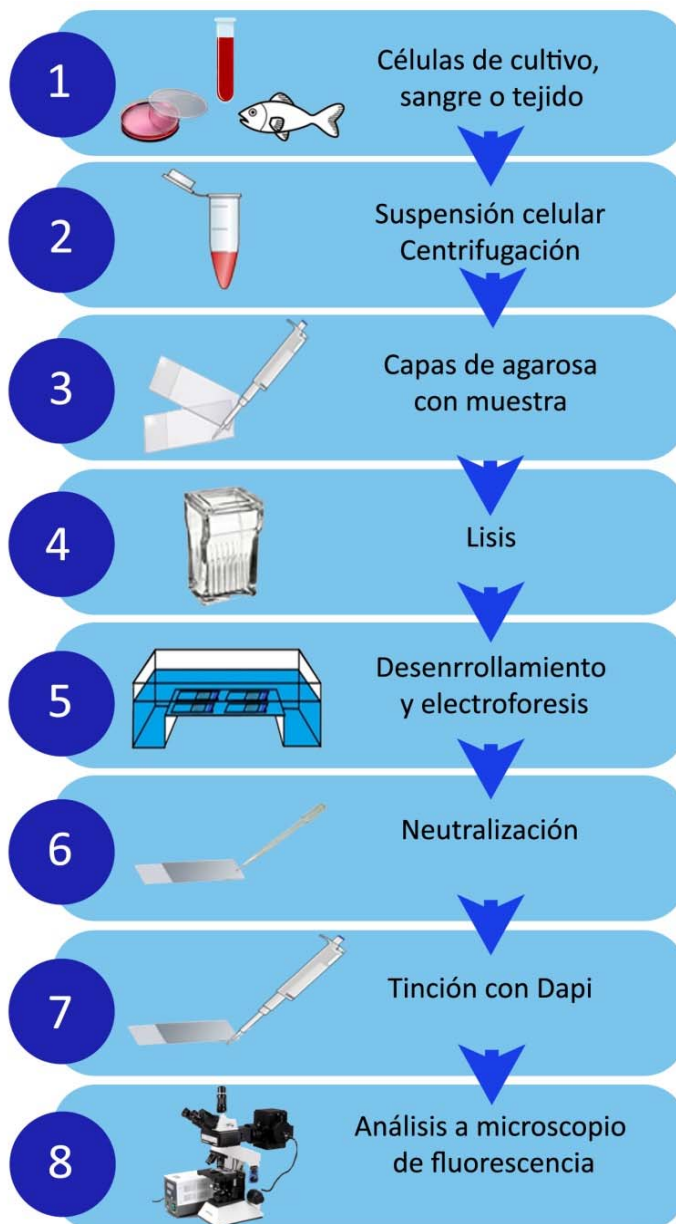 1
Células de cultivo,
sangre o tejido
2
Suspensión celular
Centrifugación
3
Capas de agarosa
con muestra
4
Lisis
5
Desenrrollamiento
y electroforesis
6
Neutralización
7
Tinción con Dapi
8
Análisis a microscopio
de fluorescencia